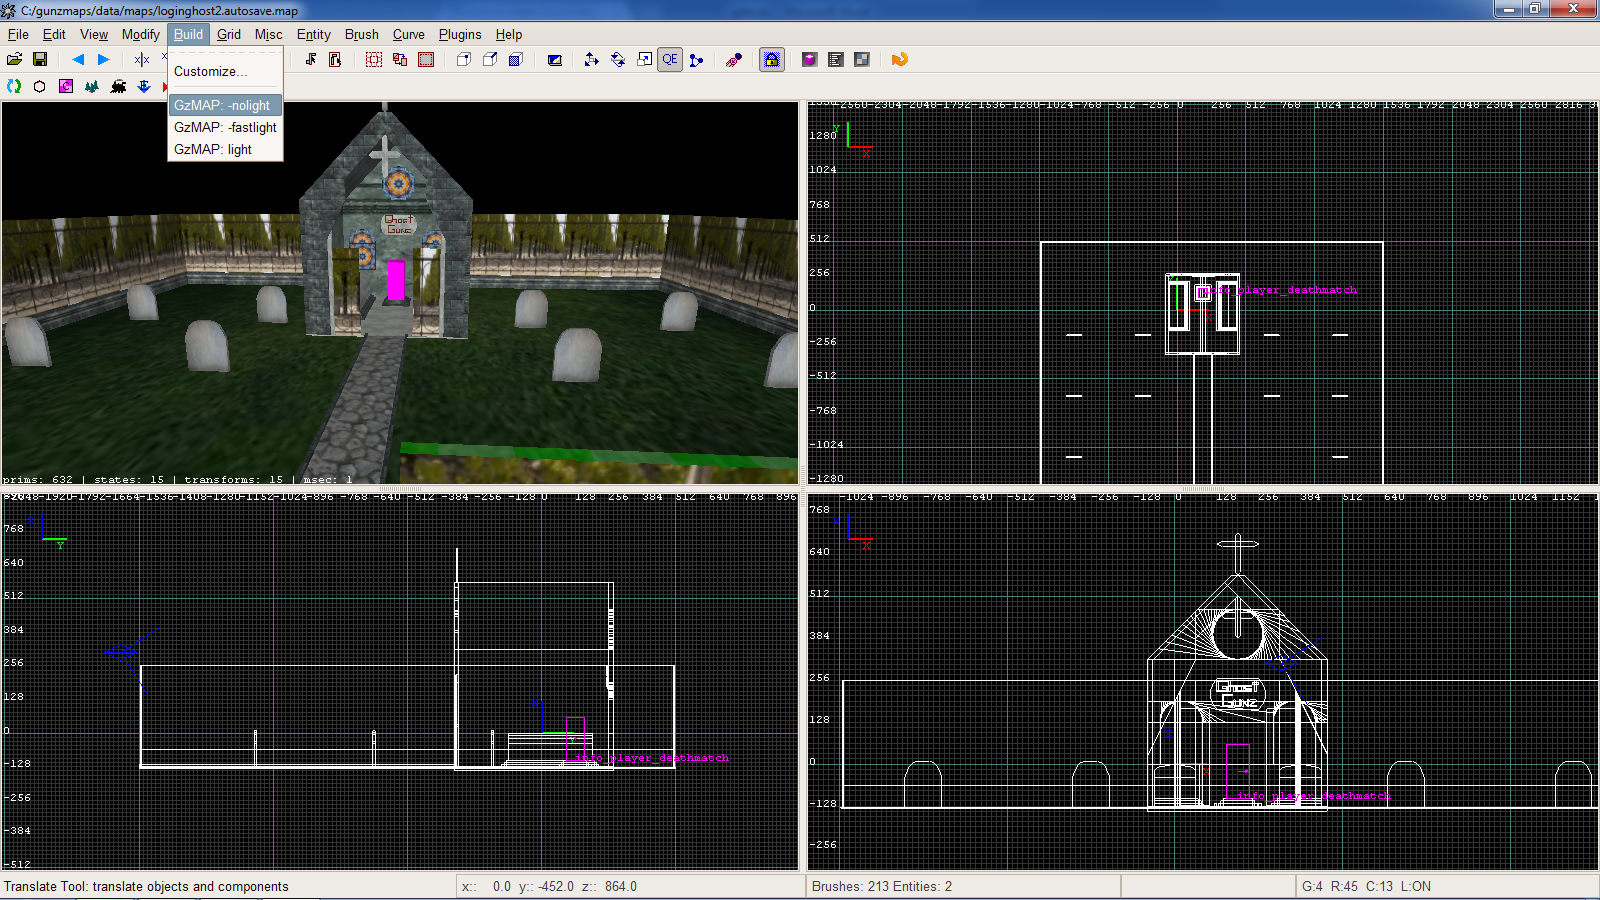 C:/gunzmaps/data/maps/loginghost2.autosave.map
File Edit View Modify Build Grid Misc Entity Brush Curve Plugins Help
QE
Customize...
GzMAP: -nolight
GzMAP: -fastlight
GzMAP: light
Ghost
Gunz
prims: 632 | states: 15 | transforms: 15 | msec: 1
-2560-2304-2048-1792-1536-1280-1024-768 -512 -256 0 256 512 768 1024 1280 1536 1792 2048 2304 2560 2816
Y
X
1280
1024
768
512
256
0
-256
-512
-768
-1024
-1280
info_player_deathmatch
-2048-1920-1792-1664-1536-1408-1280-1152-1024-896 -768 -640 -512 -384 -256 -128 0 128 256 384 512 640 768 896
Y
768
640
512
384
256
128
0
-128
-256
-384
-512
info_player_deathmatch
-1024 -896 -768 -640 -512 -384 -256 -128 0 128 256 384 512 640 768 896 1024 1152
X
768
640
512
384
256
128
0
-128
-256
Ghost
Gunz
info_player_deathmatch
Translate Tool: translate objects and components
x:: 0.0 y:: -452.0 z:: 864.0
Brushes: 213 Entities: 2
G:4 R:45 C:13 L:ON